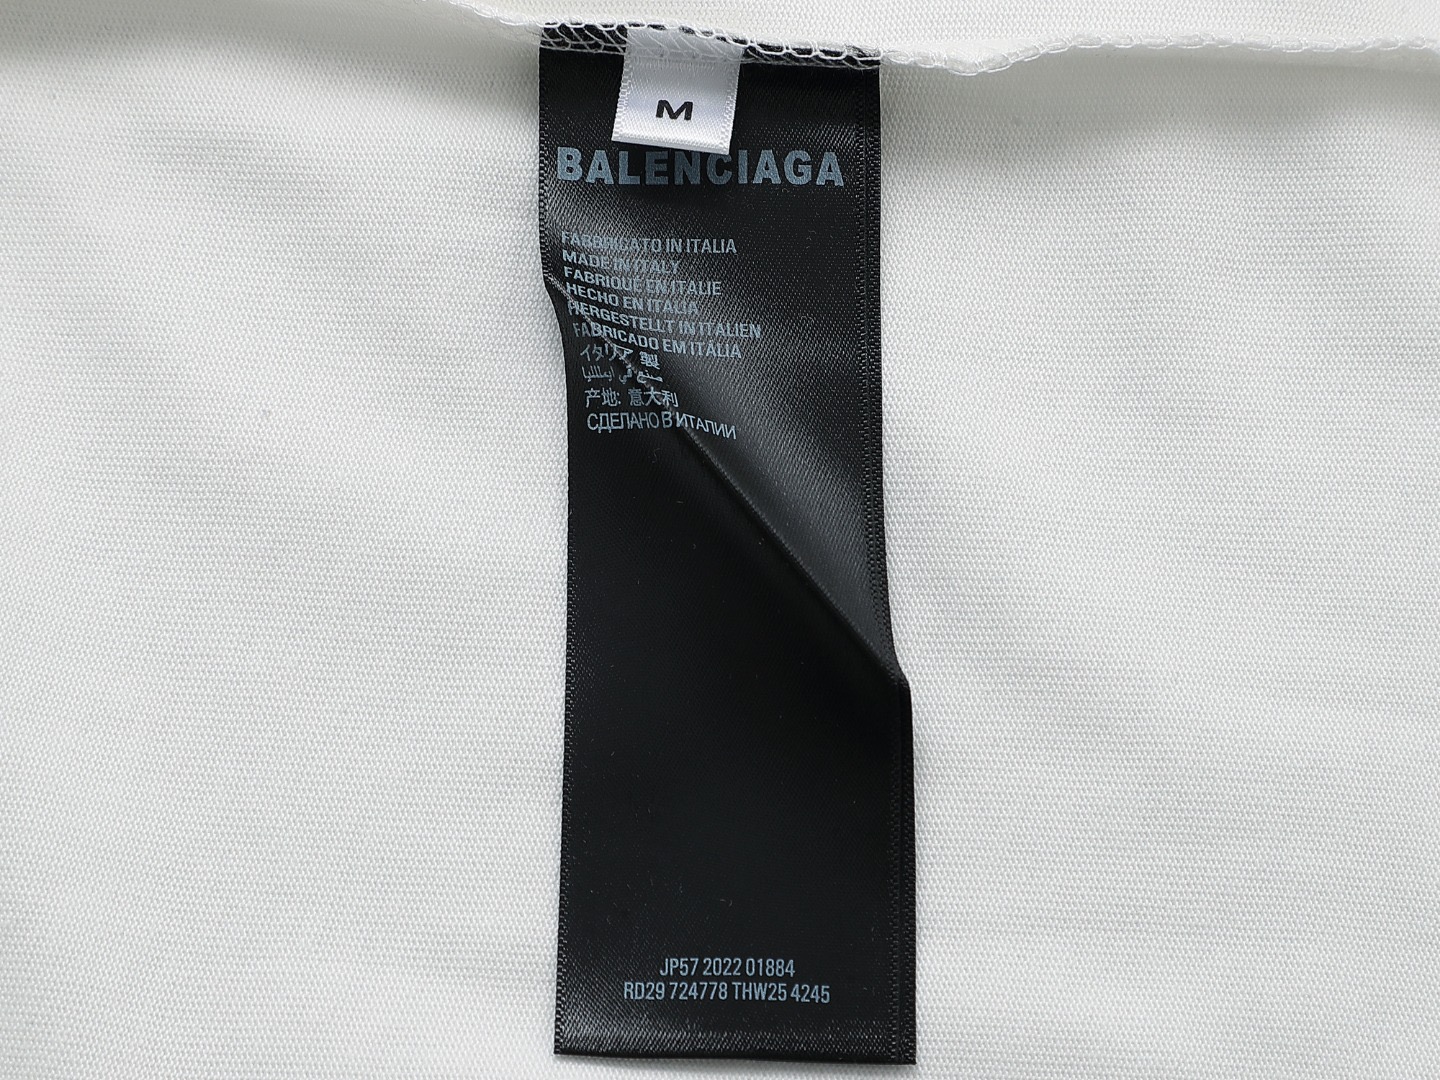 M
BALENCIAGA
FABBRICATO IN ITALIA
MADE IN ITALY
FABRIQUE EN ITALIE
HECHO EN ITALIA
HERGESTELLT IN ITALIEN
FABRICADO EM ITÁLIA
イタリア 製
صنع في إيطاليا
产地: 意大利
СДЕЛАНО В ИТАЛИИ
JP57 2022 01884
RD29 724778 THW25 4245